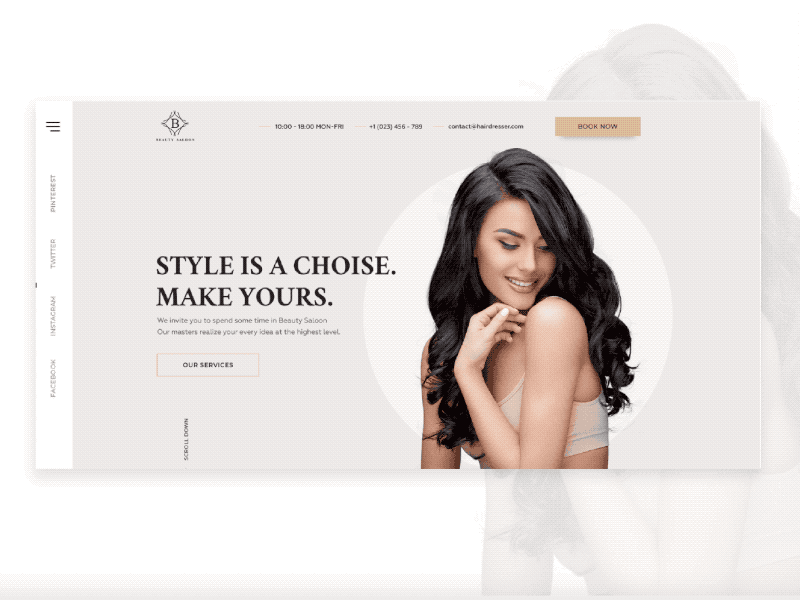 B
BEAUTY SALOON
10:00 - 18:00 MON-FRI
+1 (023) 456 - 789
contact@hairdresser.com
BOOK NOW
PINTEREST
TWITTER
INSTAGRAM
FACEBOOK
STYLE IS A CHOISE.
MAKE YOURS.
We invite you to spend some time in Beauty Saloon
Our masters realize your every idea at the highest level.
OUR SERVICES
SCROLL DOWN